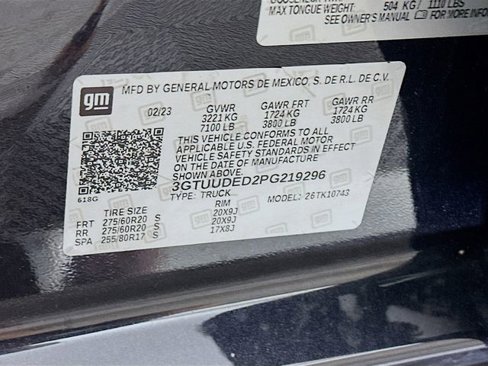 MAX TONGUE WEIGHT: 504 KG / 1110 LBS
SEE OWNER'S MANUAL FOR MORE INFO
gm
MFD BY GENERAL MOTORS DE MEXICO, S. DE R.L. DE C.V.
02/23 GVWR GAWR FRT GAWR RR
3221 KG 1724 KG 1724 KG
7100 LB 3800 LB 3800 LB
THIS VEHICLE CONFORMS TO ALL
APPLICABLE U.S. FEDERAL MOTOR
VEHICLE SAFETY STANDARDS IN
EFFECT ON THE DATE OF
MANUFACTURE SHOWN ABOVE.
3GTUUDED2PG219296
618G
TYPE: TRUCK MODEL: 26TK10743
TIRE SIZE RIM
FRT 275/60R20 S 20X9J
RR 275/60R20 S 20X9J
SPA 255/80R17 S 17X8J